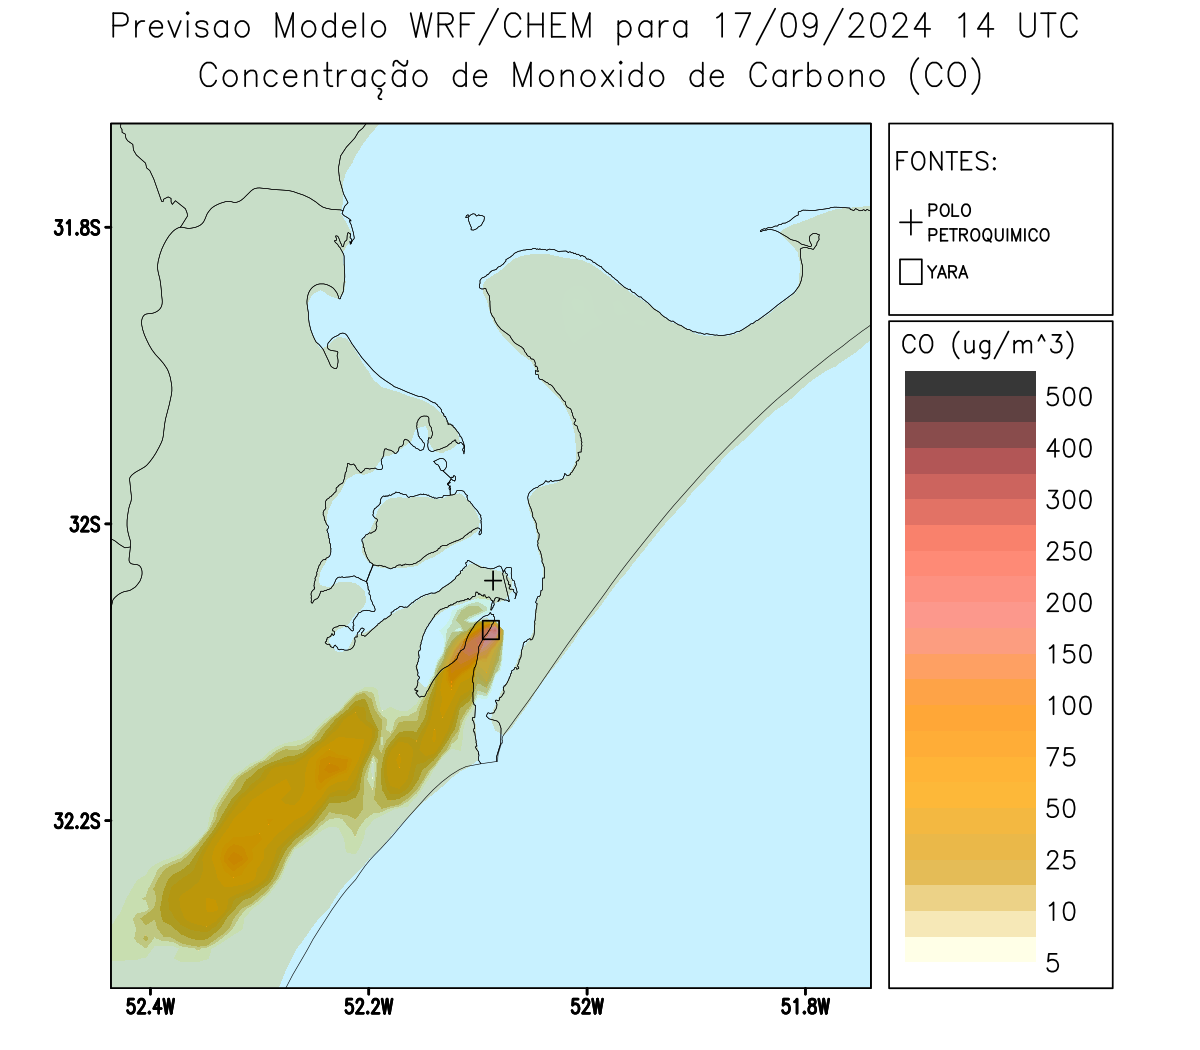 Previsao Modelo WRF/CHEM para 17/09/2024 14 UTC
Concentração de Monoxido de Carbono (CO)
FONTES:
POLO
PETROQUIMICO
YARA
CO (ug/m^3)
500
400
300
250
200
150
100
75
50
25
10
5
31.8S
32S
32.2S
52.4W
52.2W
52W
51.8W